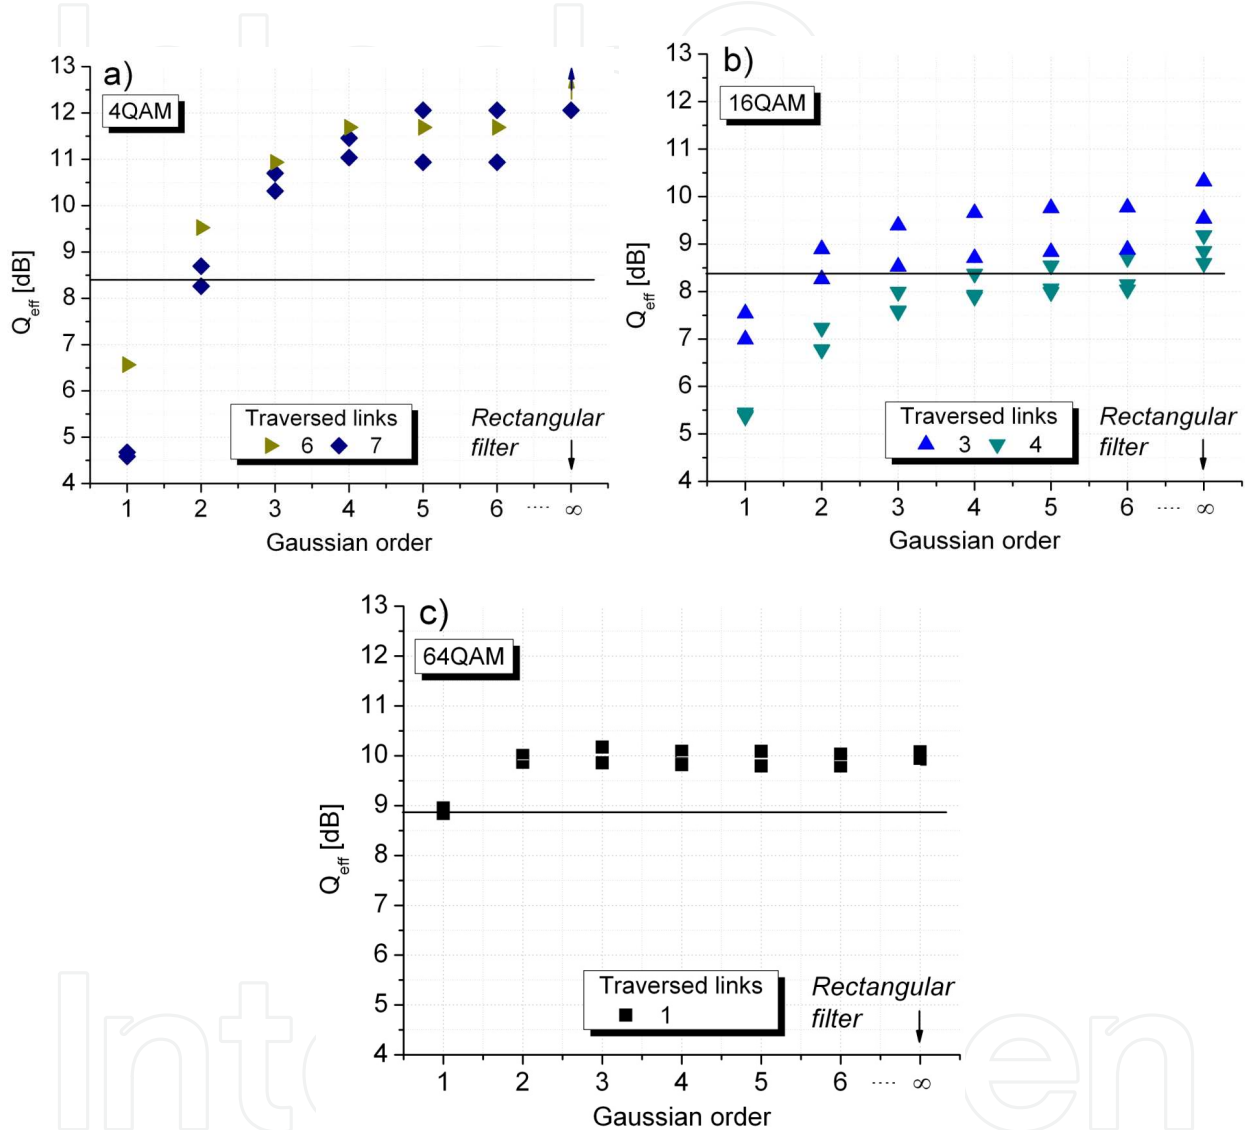 a)
4QAM
13
12
11
10
9
8
7
6
5
4
Q_eff [dB]
Traversed links
6 7
Rectangular
filter
1 2 3 4 5 6 .... ∞
Gaussian order
b)
16QAM
13
12
11
10
9
8
7
6
5
4
Q_eff [dB]
Traversed links
3 4
Rectangular
filter
1 2 3 4 5 6 .... ∞
Gaussian order
c)
64QAM
13
12
11
10
9
8
7
6
5
4
Q_eff [dB]
Traversed links
1
Rectangular
filter
1 2 3 4 5 6 .... ∞
Gaussian order